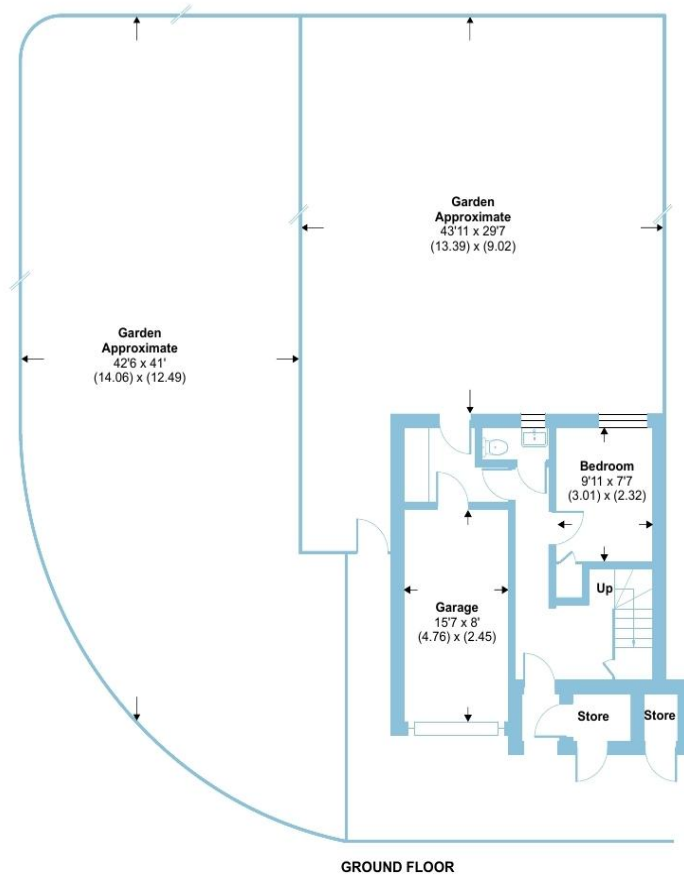 Garden
Approximate
43'11 x 29'7
(13.39) x (9.02)
Garden
Approximate
42'6 x 41'
(14.06) x (12.49)
Bedroom
9'11 x 7'7
(3.01) x (2.32)
Up
Garage
15'7 x 8'
(4.76) x (2.45)
Store
Store
GROUND FLOOR